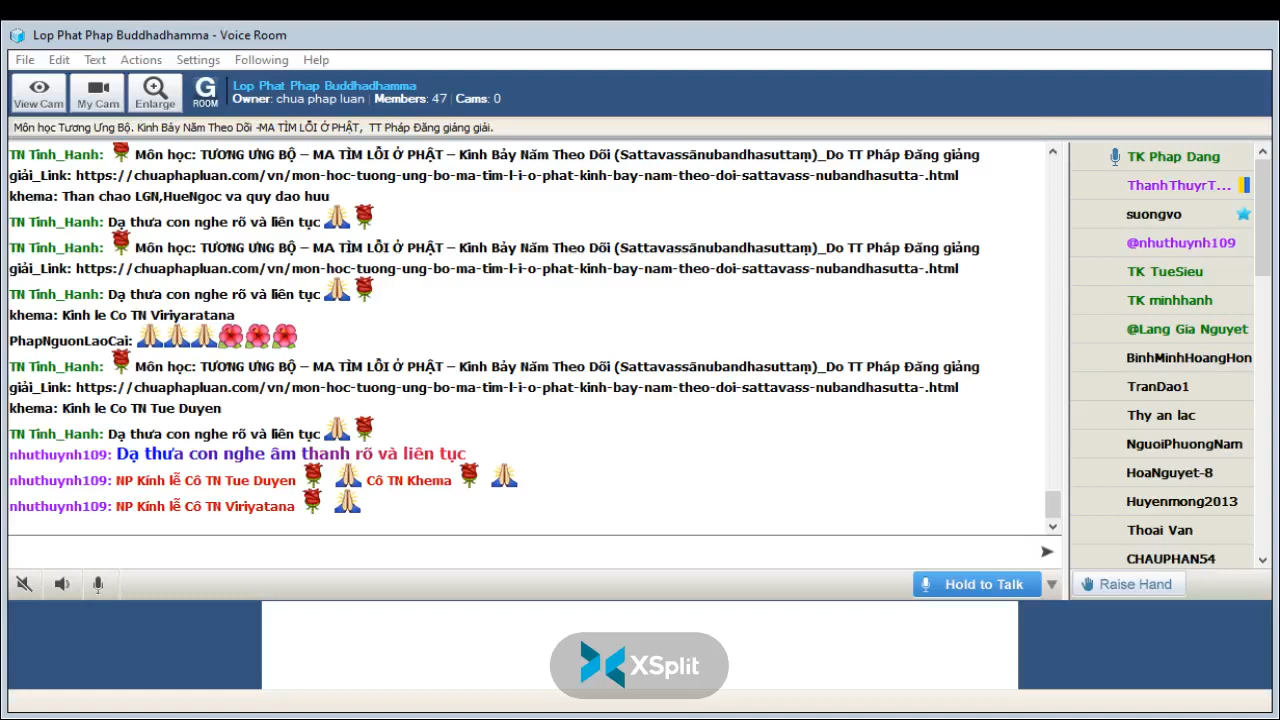 Lop Phat Phap Buddhadhamma - Voice Room
File Edit Text Actions Settings Following Help
View Cam My Cam Enlarge G ROOM
Lop Phat Phap Buddhadhamma
Owner: chua phap luan | Members: 47 | Cams: 0
Môn học Tương Ưng Bộ. Kinh Bảy Năm Theo Dõi -MA TÌM LỖI Ở PHẬT, TT Pháp Đăng giảng giải.
TN Tinh_Hanh: Môn học: TƯƠNG ƯNG BỘ – MA TÌM LỖI Ở PHẬT – Kinh Bảy Năm Theo Dõi (Sattavassānubandhasuttaṃ)_Do TT Pháp Đăng giảng
giải_Link: https://chuaphapluan.com/vn/mon-hoc-tuong-ung-bo-ma-tim-l-i-o-phat-kinh-bay-nam-theo-doi-sattavass-nubandhasutta-.html
khema: Than chao LGN,HueNgoc va quy dao huu
TN Tinh_Hanh: Dạ thưa con nghe rõ và liên tục
TN Tinh_Hanh: Môn học: TƯƠNG ƯNG BỘ – MA TÌM LỖI Ở PHẬT – Kinh Bảy Năm Theo Dõi (Sattavassānubandhasuttaṃ)_Do TT Pháp Đăng giảng
giải_Link: https://chuaphapluan.com/vn/mon-hoc-tuong-ung-bo-ma-tim-l-i-o-phat-kinh-bay-nam-theo-doi-sattavass-nubandhasutta-.html
TN Tinh_Hanh: Dạ thưa con nghe rõ và liên tục
khema: Kinh le Co TN Viriyaratana
PhapNguonLaoCai:
TN Tinh_Hanh: Môn học: TƯƠNG ƯNG BỘ – MA TÌM LỖI Ở PHẬT – Kinh Bảy Năm Theo Dõi (Sattavassānubandhasuttaṃ)_Do TT Pháp Đăng giảng
giải_Link: https://chuaphapluan.com/vn/mon-hoc-tuong-ung-bo-ma-tim-l-i-o-phat-kinh-bay-nam-theo-doi-sattavass-nubandhasutta-.html
khema: Kinh le Co TN Tue Duyen
TN Tinh_Hanh: Dạ thưa con nghe rõ và liên tục
nhuthuynh109: Dạ thưa con nghe âm thanh rõ và liên tục
nhuthuynh109: NP Kính lễ Cô TN Tue Duyen Cô TN Khema
nhuthuynh109: NP Kính lễ Cô TN Viriyatana
TK Phap Dang
ThanhThuyrT...
suongvo
@nhuthuynh109
TK TueSieu
TK minhhanh
@Lang Gia Nguyet
BinhMinhHoangHon
TranDao1
Thy an lac
NguoiPhuongNam
HoaNguyet-8
Huyenmong2013
Thoai Van
CHAUPHAN54
Hold to Talk
Raise Hand
XSplit